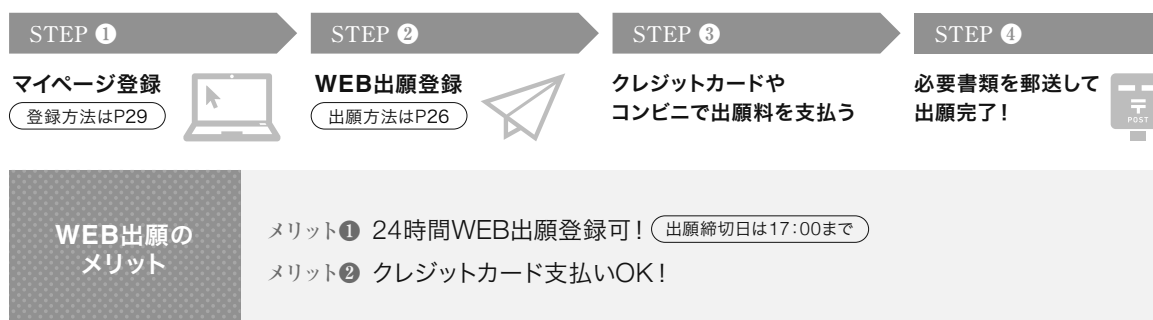 STEP ❶
STEP ❷
STEP ❸
STEP ❹
マイページ登録
登録方法はP29
WEB出願登録
出願方法はP26
クレジットカードや
コンビニで出願料を支払う
必要書類を郵送して
出願完了!
〒
POST
WEB出願の
メリット
メリット❶ 24時間WEB出願登録可! 出願締切日は17:00まで
メリット❷ クレジットカード支払いOK!